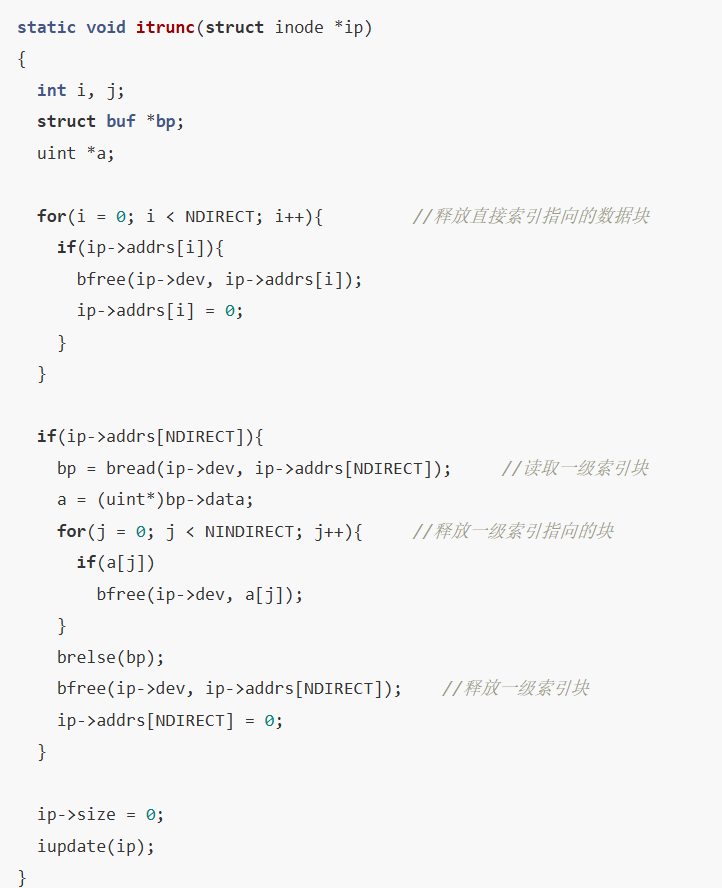 static void itrunc(struct inode *ip)
{
  int i, j;
  struct buf *bp;
  uint *a;

  for(i = 0; i < NDIRECT; i++){         //释放直接索引指向的数据块
    if(ip->addrs[i]){
      bfree(ip->dev, ip->addrs[i]);
      ip->addrs[i] = 0;
    }
  }

  if(ip->addrs[NDIRECT]){
    bp = bread(ip->dev, ip->addrs[NDIRECT]);     //读取一级索引块
    a = (uint*)bp->data;
    for(j = 0; j < NINDIRECT; j++){     //释放一级索引指向的块
      if(a[j])
        bfree(ip->dev, a[j]);
    }
    brelse(bp);
    bfree(ip->dev, ip->addrs[NDIRECT]);    //释放一级索引块
    ip->addrs[NDIRECT] = 0;
  }

  ip->size = 0;
  iupdate(ip);
}